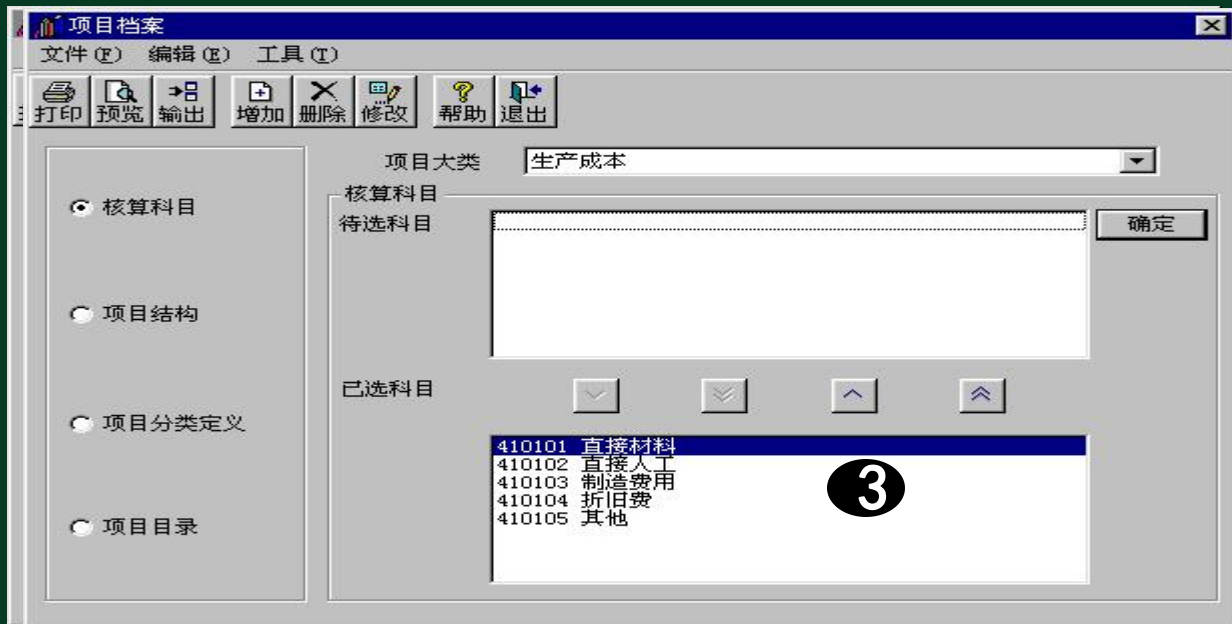 项目档案
文件(F) 编辑(E) 工具(T)
打印 预览 输出 增加 删除 修改 帮助 退出
项目大类 生产成本
核算科目
核算科目
待选科目
确定
项目结构
已选科目
项目分类定义
410101 直接材料
410102 直接人工
410103 制造费用
410104 折旧费
410105 其他
3
项目目录